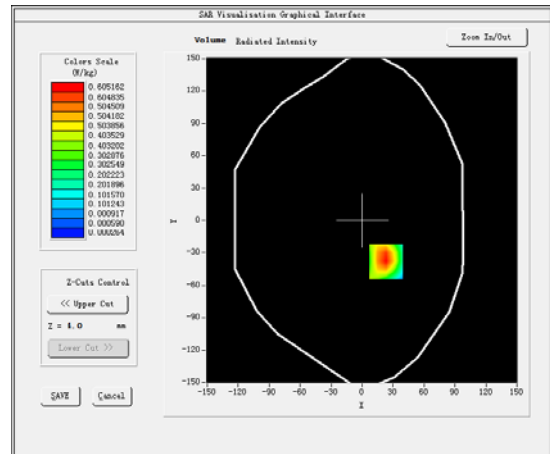 SAR Visualisation Graphical Interface
Volume Radiated Intensity
Zoom In/Out
Colors Scale
(W/kg)
0.605162
0.604835
0.504509
0.504182
0.503856
0.403529
0.403202
0.302876
0.302549
0.202223
0.201896
0.101570
0.101243
0.000917
0.000590
0.000264
150
120
90
60
30
0
-30
-60
-90
-120
-150
Y
-150 -120 -90 -60 -30 0 30 60 90 120 150
X
Z-Cuts Control
<< Upper Cut
Z = 4.0 mm
Lower Cut >>
SAVE Cancel